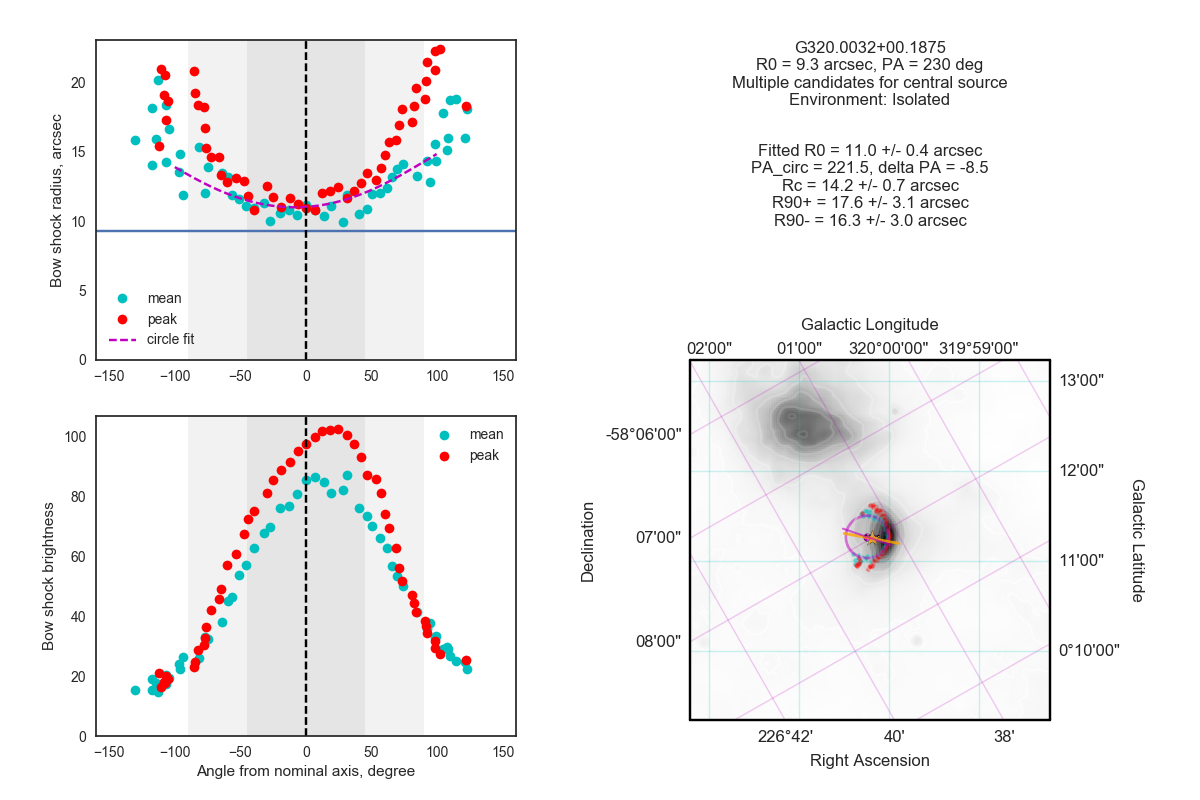 Bow shock radius, arcsec
20
15
10
5
0
mean
peak
circle fit
−150
−100
−50
0
50
100
150
Bow shock brightness
100
80
60
40
20
0
mean
peak
−150
−100
−50
0
50
100
150
Angle from nominal axis, degree
G320.0032+00.1875
R0 = 9.3 arcsec, PA = 230 deg
Multiple candidates for central source
Environment: Isolated
Fitted R0 = 11.0 +/- 0.4 arcsec
PA_circ = 221.5, delta PA = -8.5
Rc = 14.2 +/- 0.7 arcsec
R90+ = 17.6 +/- 3.1 arcsec
R90- = 16.3 +/- 3.0 arcsec
Galactic Longitude
02'00"
01'00"
320°00'00"
319°59'00"
13'00"
12'00"
11'00"
0°10'00"
Galactic Latitude
-58°06'00"
07'00"
08'00"
Declination
226°42'
40'
38'
Right Ascension